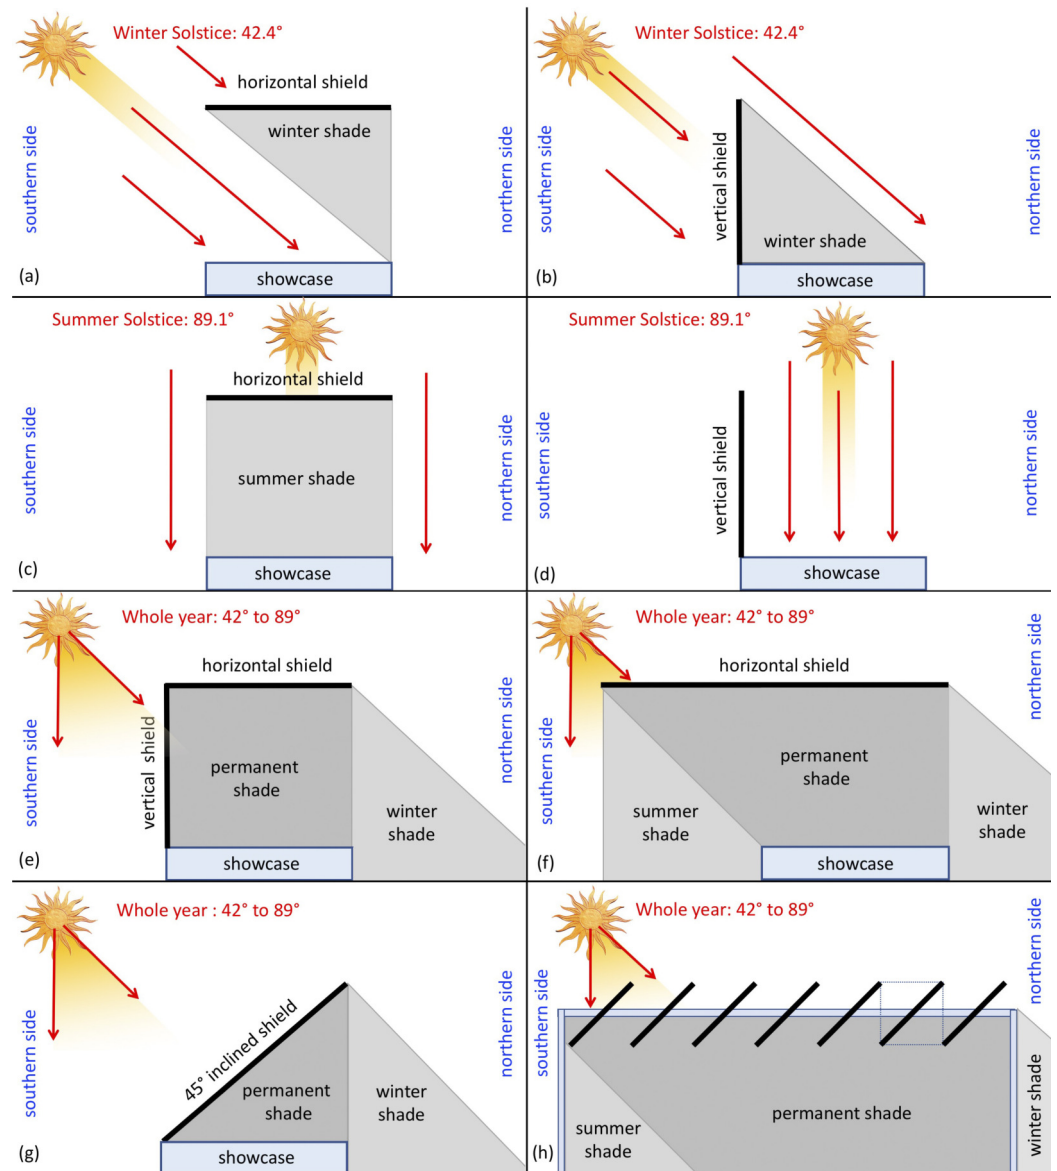 Winter Solstice: 42.4°
horizontal shield
winter shade
southern side
northern side
showcase
(a)
Winter Solstice: 42.4°
southern side
vertical shield
winter shade
northern side
showcase
(b)
Summer Solstice: 89.1°
horizontal shield
southern side
summer shade
northern side
showcase
(c)
Summer Solstice: 89.1°
southern side
vertical shield
northern side
showcase
(d)
Whole year: 42° to 89°
horizontal shield
southern side
vertical shield
permanent
shade
winter
shade
northern side
showcase
(e)
Whole year: 42° to 89°
horizontal shield
southern side
northern side
permanent
shade
summer
shade
winter
shade
showcase
(f)
Whole year : 42° to 89°
southern side
45° inclined shield
permanent
shade
winter
shade
northern side
showcase
(g)
Whole year: 42° to 89°
northern side
southern side
permanent shade
summer
shade
winter shade
(h)